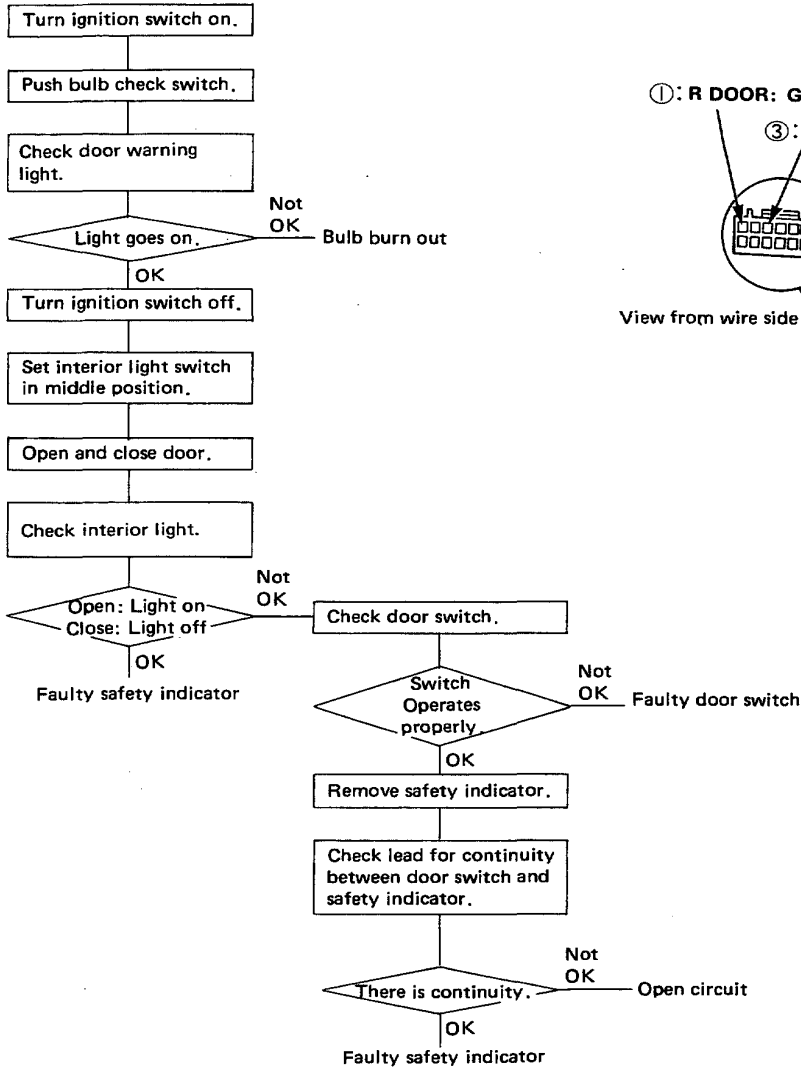 Turn ignition switch on.
Push bulb check switch.
Check door warning
light.
Light goes on.
Not
OK
Bulb burn out
OK
Turn ignition switch off.
Set interior light switch
in middle position.
Open and close door.
Check interior light.
Open: Light on
Close: Light off
Not
OK
OK
Faulty safety indicator
Check door switch.
Switch
Operates
properly.
Not
OK
Faulty door switch
OK
Remove safety indicator.
Check lead for continuity
between door switch and
safety indicator.
There is continuity.
Not
OK
Open circuit
OK
Faulty safety indicator
①: R DOOR: G
③:
View from wire side